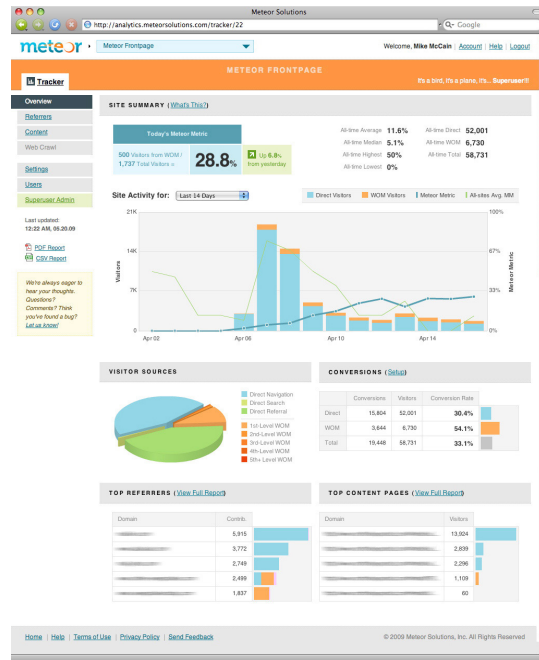 Meteor Solutions
http://analytics.meteorsolutions.com/tracker/22
Google
meteor
Meteor Frontpage
Welcome, Mike McCain | Account | Help | Logout
METEOR FRONTPAGE
Tracker
It's a bird, it's a plane, it's... Superuser!!!
Overview
Referrers
Content
Web Crawl
Settings
Users
Superuser Admin
Last updated:
12:22 AM, 05.20.09
PDF Report
CSV Report
We're always eager to
hear your thoughts.
Questions?
Comments? Think
you've found a bug?
Let us know!
SITE SUMMARY (What's This?)
Today's Meteor Metric
500 Visitors from WOM /
1,737 Total Visitors =
28.8%
Up 6.8%
from yesterday
All-time Average 11.6%
All-time Median 5.1%
All-time Highest 50%
All-time Lowest 0%
All-time Direct 52,001
All-time WOM 6,730
All-time Total 58,731
Site Activity for: Last 14 Days
Direct Visitors
WOM Visitors
Meteor Metric
All-sites Avg. MM
21K
14K
7K
0
Visitors
100%
67%
33%
0%
Meteor Metric
Apr 02
Apr 06
Apr 10
Apr 14
VISITOR SOURCES
Direct Navigation
Direct Search
Direct Referral
1st-Level WOM
2nd-Level WOM
3rd-Level WOM
4th-Level WOM
5th+ Level WOM
CONVERSIONS (Setup)
Conversions Visitors Conversion Rate
Direct 15,804 52,001 30.4%
WOM 3,644 6,730 54.1%
Total 19,448 58,731 33.1%
TOP REFERRERS (View Full Report)
Domain Contrib.
5,915
3,772
2,749
2,499
1,837
TOP CONTENT PAGES (View Full Report)
Domain Visitors
13,924
2,839
2,296
1,109
60
Home | Help | Terms of Use | Privacy Policy | Send Feedback
© 2009 Meteor Solutions, Inc. All Rights Reserved